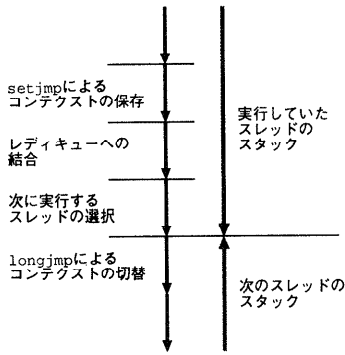 setjmpによる
コンテクストの保存
レディキューへの
結合
次に実行する
スレッドの選択
longjmpによる
コンテクストの切替
実行していた
スレッドの
スタック
次のスレッドの
スタック